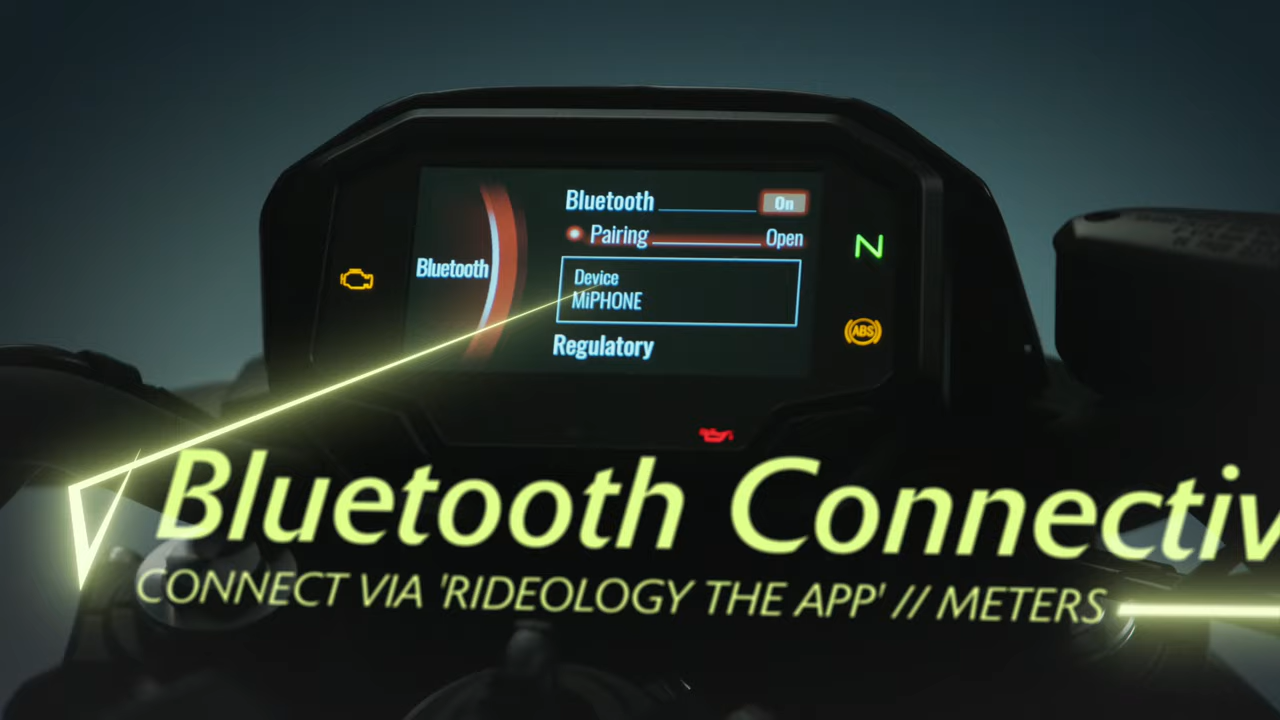 Bluetooth On
Pairing Open
Bluetooth
Device
MiPHONE
Regulatory
N
ABS
Bluetooth Connectiv
CONNECT VIA 'RIDEOLOGY THE APP' // METERS